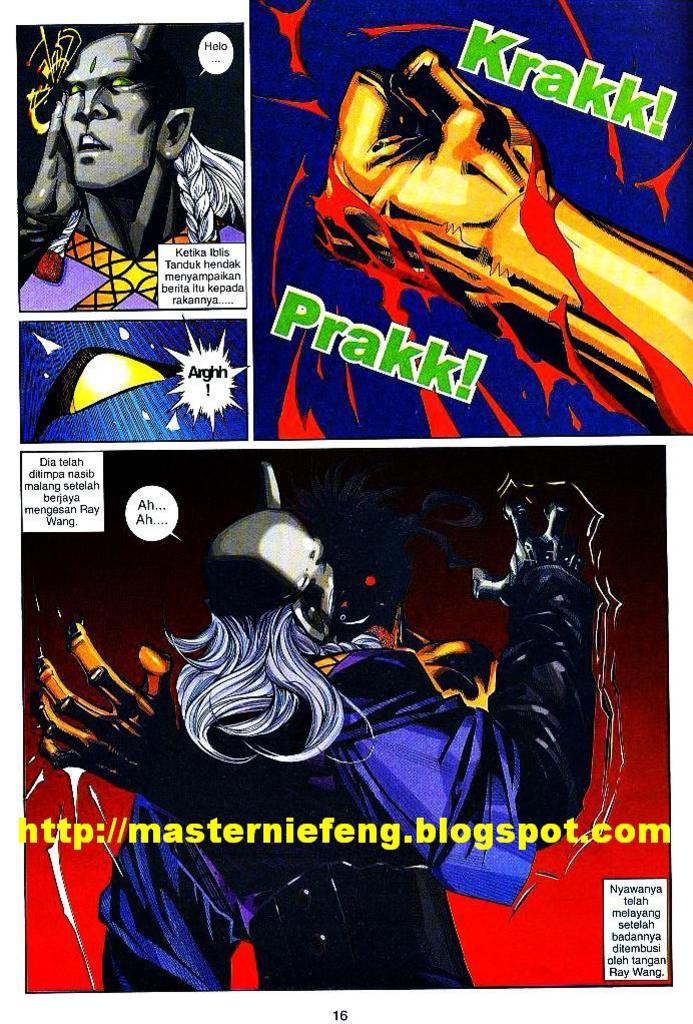 Helo
...
Ketika Iblis
Tanduk hendak
menyampaikan
berita itu kepada
rakannya.....
Krakk!
Prakk!
Arghh
!
Dia telah
ditimpa nasib
malang setelah
berjaya
mengesan Ray
Wang.
Ah...
Ah....
http://masterniefeng.blogspot.com
Nyawanya
telah
melayang
setelah
badannya
ditembusi
oleh tangan
Ray Wang.
16